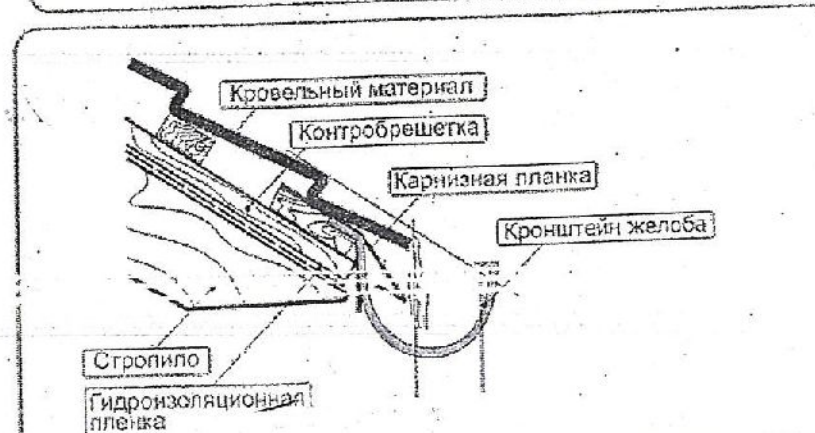 Кровельный материал
Контробрешетка
Карнизная планка
Кронштейн желоба
Стропило
Гидроизоляционная
пленка